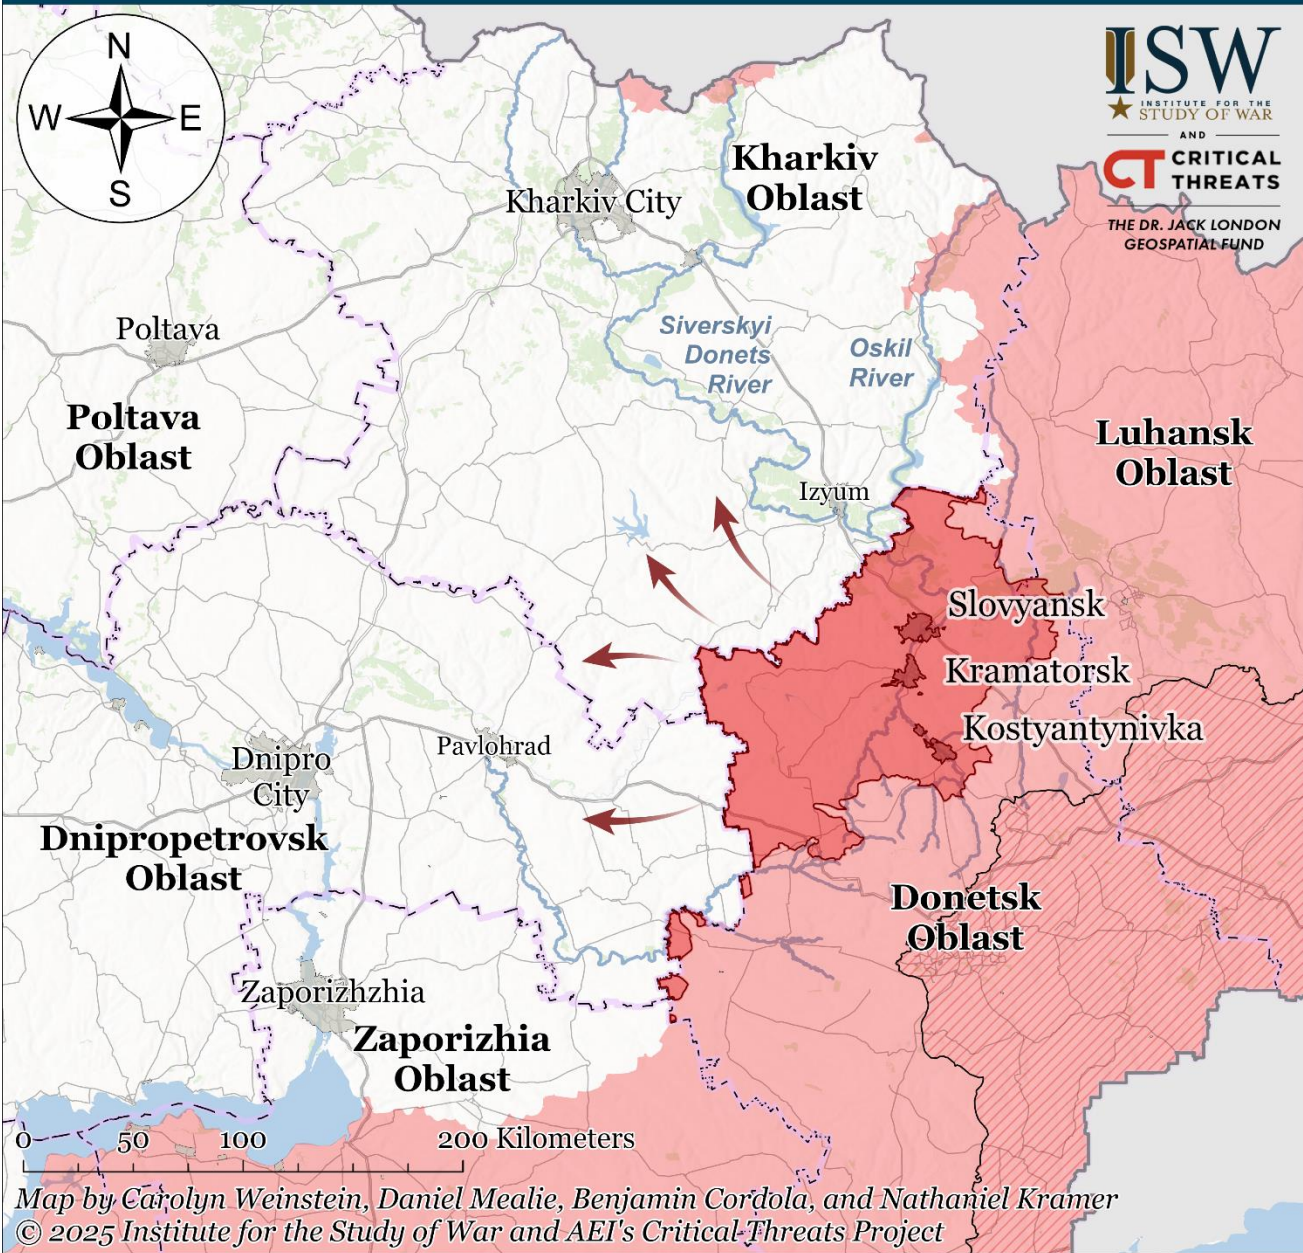 N
W
E
S
ISW
INSTITUTE FOR THE
STUDY OF WAR
AND
CT CRITICAL
THREATS
THE DR. JACK LONDON
GEOSPATIAL FUND
Kharkiv
Oblast
Kharkiv City
Siverskyi
Donets
River
Oskil
River
Poltava
Poltava
Oblast
Luhansk
Oblast
Izyum
Slovyansk
Kramatorsk
Kostyantynivka
Pavlohrad
Dnipro
City
Dnipropetrovsk
Oblast
Donetsk
Oblast
Zaporizhzhia
Zaporizhia
Oblast
0 50 100 200 Kilometers
Map by Carolyn Weinstein, Daniel Mealie, Benjamin Cordola, and Nathaniel Kramer
© 2025 Institute for the Study of War and AEI's Critical Threats Project